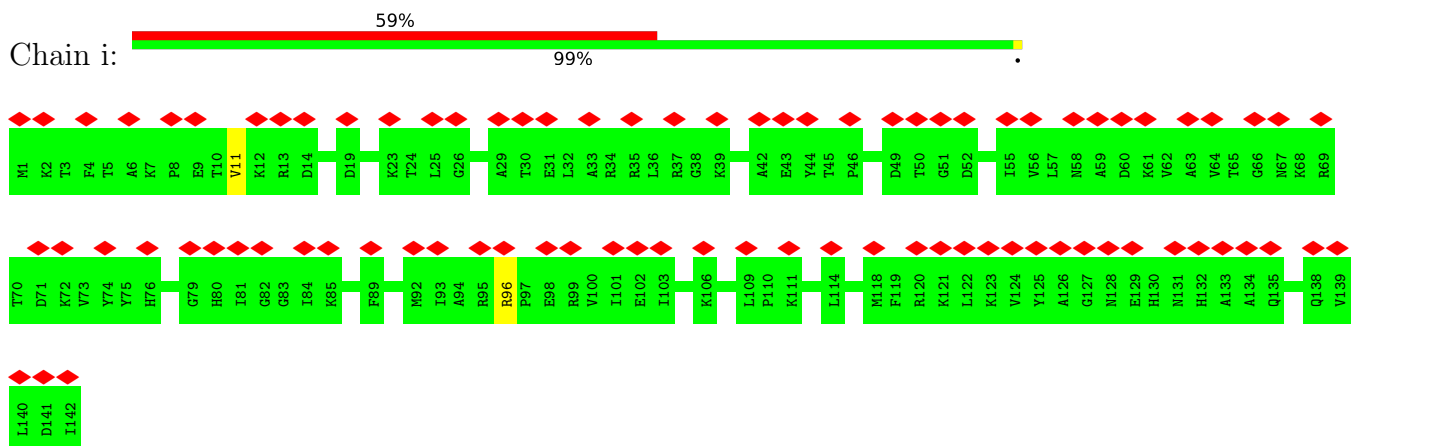 59%
Chain i:
99%
.
M1 K2 T3 F4 T5 A6 K7 P8 E9 T10 V11 K12 R13 D14 D19 K23 T24 L25 G26 A29 T30 E31 L32 A33 R34 R35 L36 R37 G38 K39 A42 E43 Y44 T45 P46 D49 T50 G51 D52 I55 V56 L57 N58 A59 D60 K61 V62 A63 V64 T65 G66 N67 K68 R69
T70 D71 K72 V73 Y74 Y75 H76 G79 H80 I81 G82 G83 I84 K85 F89 M92 I93 A94 R95 R96 P97 E98 R99 V100 I101 E102 I103 K106 L109 P110 K111 L114 M118 F119 R120 K121 L122 K123 V124 Y125 A126 G127 N128 E129 H130 N131 H132 A133 A134 Q135 Q138 V139
L140 D141 I142